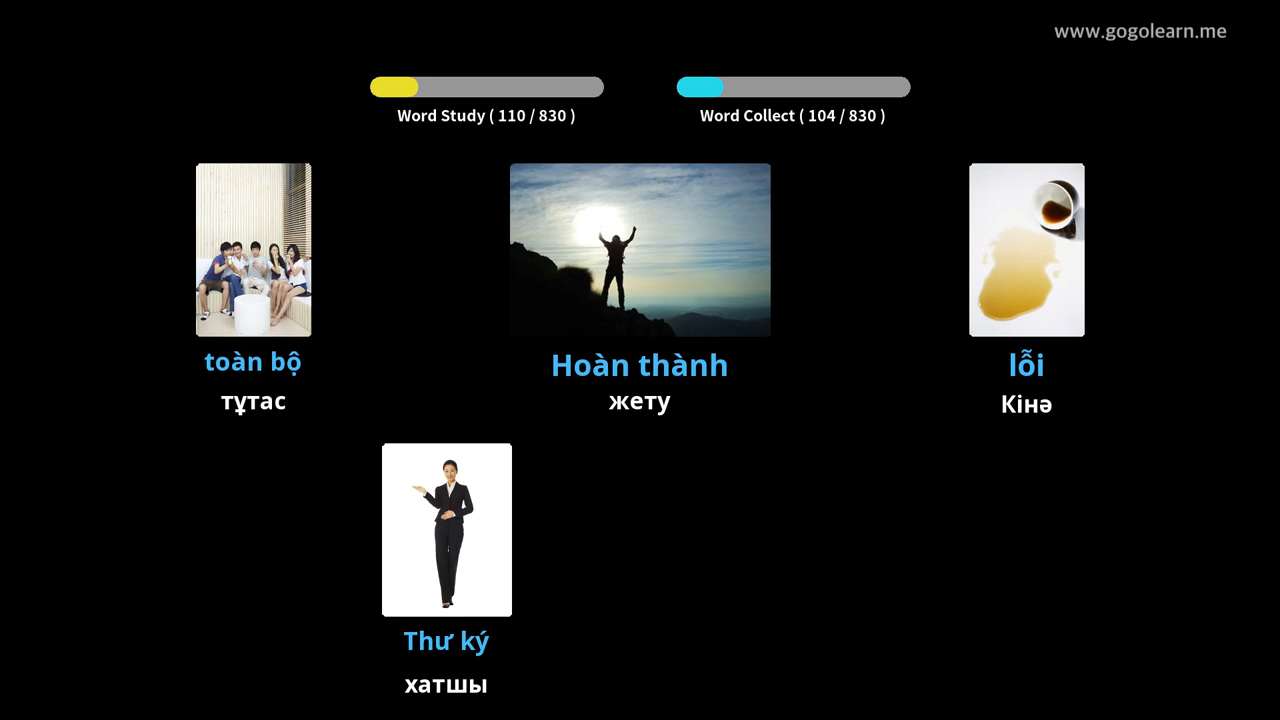 www.gogolearn.me
Word Study ( 110 / 830 )
Word Collect ( 104 / 830 )
toàn bộ
тұтас
Hoàn thành
жету
lỗi
Кінә
Thư ký
хатшы